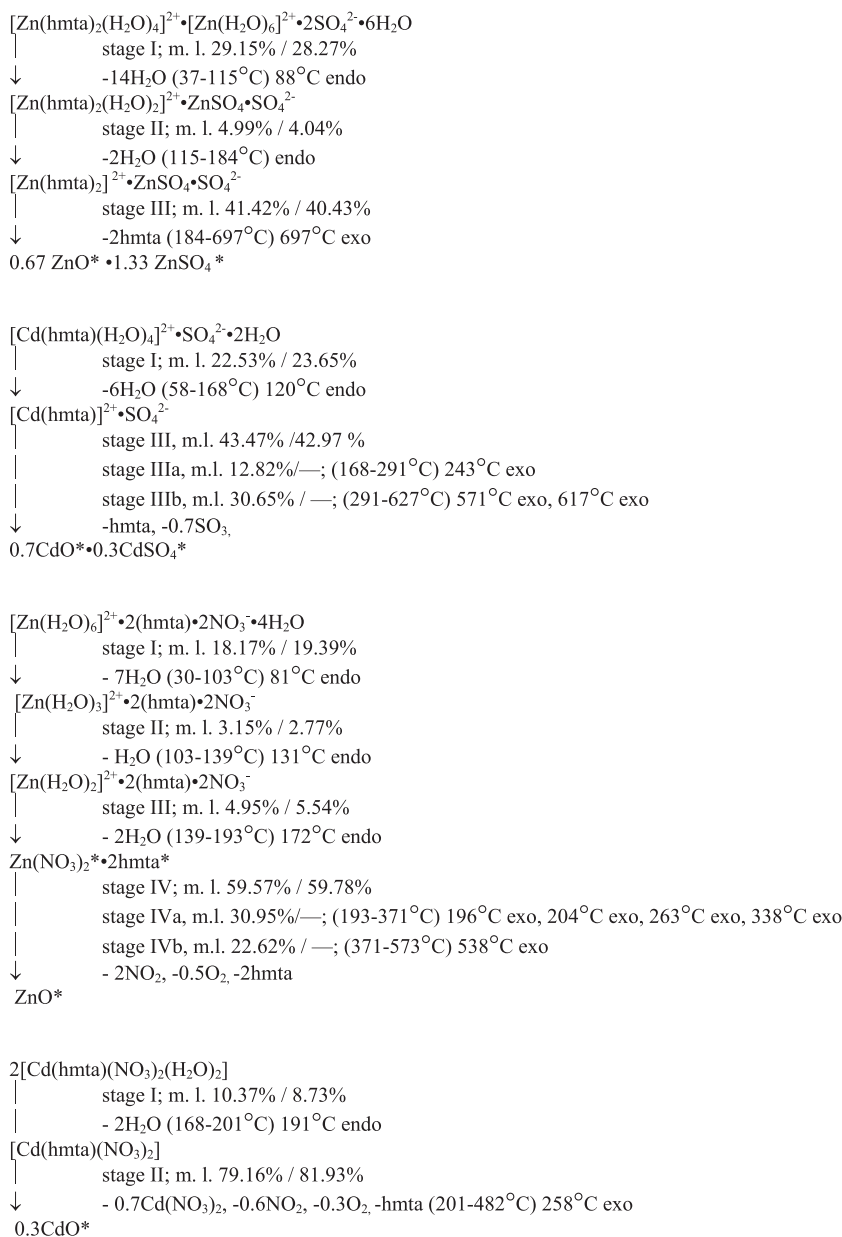 [Zn(hmta)₂(H₂O)₄]²⁺•[Zn(H₂O)₆]²⁺•2SO₄²⁻•6H₂O
stage I; m. l. 29.15% / 28.27%
-14H₂O (37-115°C) 88°C endo
[Zn(hmta)₂(H₂O)₂]²⁺•ZnSO₄•SO₄²⁻
stage II; m. l. 4.99% / 4.04%
-2H₂O (115-184°C) endo
[Zn(hmta)₂]²⁺•ZnSO₄•SO₄²⁻
stage III; m. l. 41.42% / 40.43%
-2hmta (184-697°C) 697°C exo
0.67 ZnO* •1.33 ZnSO₄ *
[Cd(hmta)(H₂O)₄]²⁺•SO₄²⁻•2H₂O
stage I; m. l. 22.53% / 23.65%
-6H₂O (58-168°C) 120°C endo
[Cd(hmta)]²⁺•SO₄²⁻
stage III, m.l. 43.47% /42.97 %
stage IIIa, m.l. 12.82%/—; (168-291°C) 243°C exo
stage IIIb, m.l. 30.65% / —; (291-627°C) 571°C exo, 617°C exo
-hmta, -0.7SO₃,
0.7CdO*•0.3CdSO₄*
[Zn(H₂O)₆]²⁺•2(hmta)•2NO₃⁻•4H₂O
stage I; m. l. 18.17% / 19.39%
- 7H₂O (30-103°C) 81°C endo
[Zn(H₂O)₃]²⁺•2(hmta)•2NO₃⁻
stage II; m. l. 3.15% / 2.77%
- H₂O (103-139°C) 131°C endo
[Zn(H₂O)₂]²⁺•2(hmta)•2NO₃⁻
stage III; m. l. 4.95% / 5.54%
- 2H₂O (139-193°C) 172°C endo
Zn(NO₃)₂*•2hmta*
stage IV; m. l. 59.57% / 59.78%
stage IVa, m.l. 30.95%/—; (193-371°C) 196°C exo, 204°C exo, 263°C exo, 338°C exo
stage IVb, m.l. 22.62% / —; (371-573°C) 538°C exo
- 2NO₂, -0.5O₂, -2hmta
ZnO*
2[Cd(hmta)(NO₃)₂(H₂O)₂]
stage I; m. l. 10.37% / 8.73%
- 2H₂O (168-201°C) 191°C endo
[Cd(hmta)(NO₃)₂]
stage II; m. l. 79.16% / 81.93%
- 0.7Cd(NO₃)₂, -0.6NO₂, -0.3O₂, -hmta (201-482°C) 258°C exo
0.3CdO*